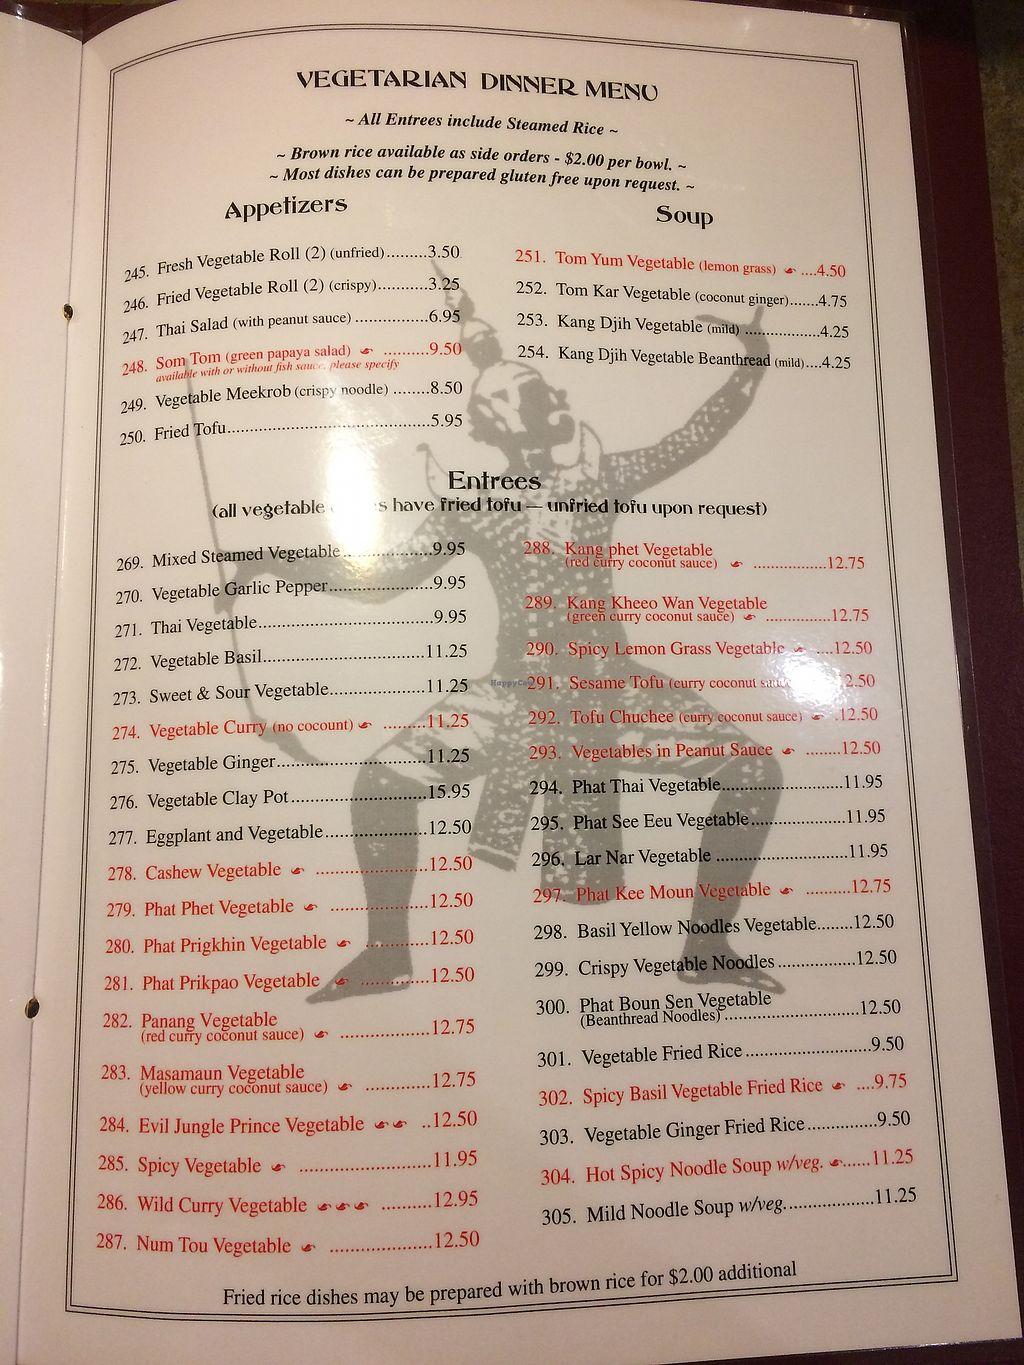 VEGETARIAN DINNER MENU
~ All Entrees include Steamed Rice ~
~ Brown rice available as side orders - $2.00 per bowl. ~
~ Most dishes can be prepared gluten free upon request. ~
Appetizers
245. Fresh Vegetable Roll (2) (unfried).........3.50
246. Fried Vegetable Roll (2) (crispy)...........3.25
247. Thai Salad (with peanut sauce) ................6.95
248. Som Tom (green papaya salad) ..........9.50
available with or without fish sauce, please specify
249. Vegetable Meekrob (crispy noodle) ........8.50
250. Fried Tofu............................................5.95
Soup
251. Tom Yum Vegetable (lemon grass) ....4.50
252. Tom Kar Vegetable (coconut ginger).......4.75
253. Kang Djih Vegetable (mild) ..................4.25
254. Kang Djih Vegetable Beanthread (mild)....4.25
Entrees
(all vegetable have fried tofu — unfried tofu upon request)
269. Mixed Steamed Vegetable...................9.95
270. Vegetable Garlic Pepper......................9.95
271. Thai Vegetable.....................................9.95
272. Vegetable Basil..................................11.25
273. Sweet & Sour Vegetable.....................11.25
274. Vegetable Curry (no cocount) .........11.25
275. Vegetable Ginger................................11.25
276. Vegetable Clay Pot.............................15.95
277. Eggplant and Vegetable......................12.50
278. Cashew Vegetable ........................12.50
279. Phat Phet Vegetable .....................12.50
280. Phat Prigkhin Vegetable ..............12.50
281. Phat Prikpao Vegetable ................12.50
282. Panang Vegetable
(red curry coconut sauce) ...................12.75
283. Masamaun Vegetable
(yellow curry coconut sauce) ..............12.75
284. Evil Jungle Prince Vegetable ..12.50
285. Spicy Vegetable ............................11.95
286. Wild Curry Vegetable ...........12.95
287. Num Tou Vegetable ......................12.50
288. Kang phet Vegetable
(red curry coconut sauce) .................12.75
289. Kang Kheeo Wan Vegetable
(green curry coconut sauce) ...............12.75
290. Spicy Lemon Grass Vegetable ....12.50
291. Sesame Tofu (curry coconut 2.50
292. Tofu Chuchee (curry coconut sauce) .12.50
293. Vegetables in Peanut Sauce ........12.50
294. Phat Thai Vegetable..........................11.95
295. Phat See Eeu Vegetable....................11.95
296. Lar Nar Vegetable ............................11.95
297. Phat Kee Moun Vegetable ..........12.75
298. Basil Yellow Noodles Vegetable........12.50
299. Crispy Vegetable Noodles.................12.50
300. Phat Boun Sen Vegetable
(Beanthread Noodles) .............................12.50
301. Vegetable Fried Rice...........................9.50
302. Spicy Basil Vegetable Fried Rice ....9.75
303. Vegetable Ginger Fried Rice...............9.50
304. Hot Spicy Noodle Soup w/veg. ......11.25
305. Mild Noodle Soup w/veg...................11.25
Fried rice dishes may be prepared with brown rice for $2.00 additional